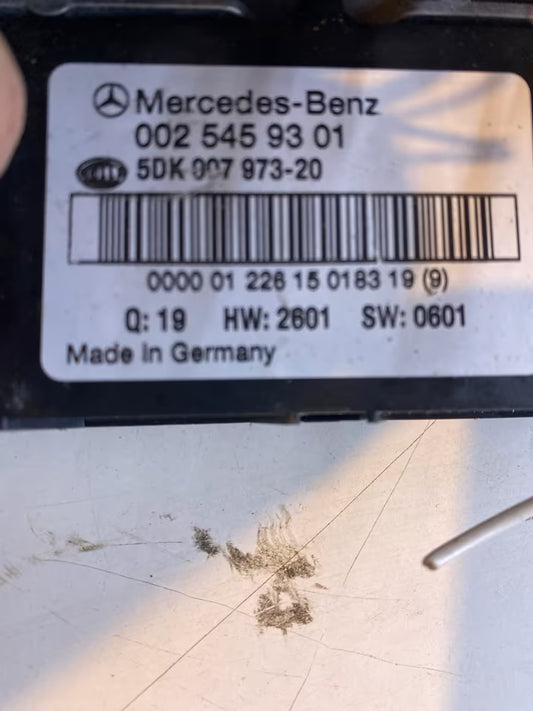 Mercedes-Benz
002 545 93 01
5DK 007 973-20
0000 01 226 15 0183 19 (9)
Q: 19 HW: 2601 SW: 0601
Made in Germany